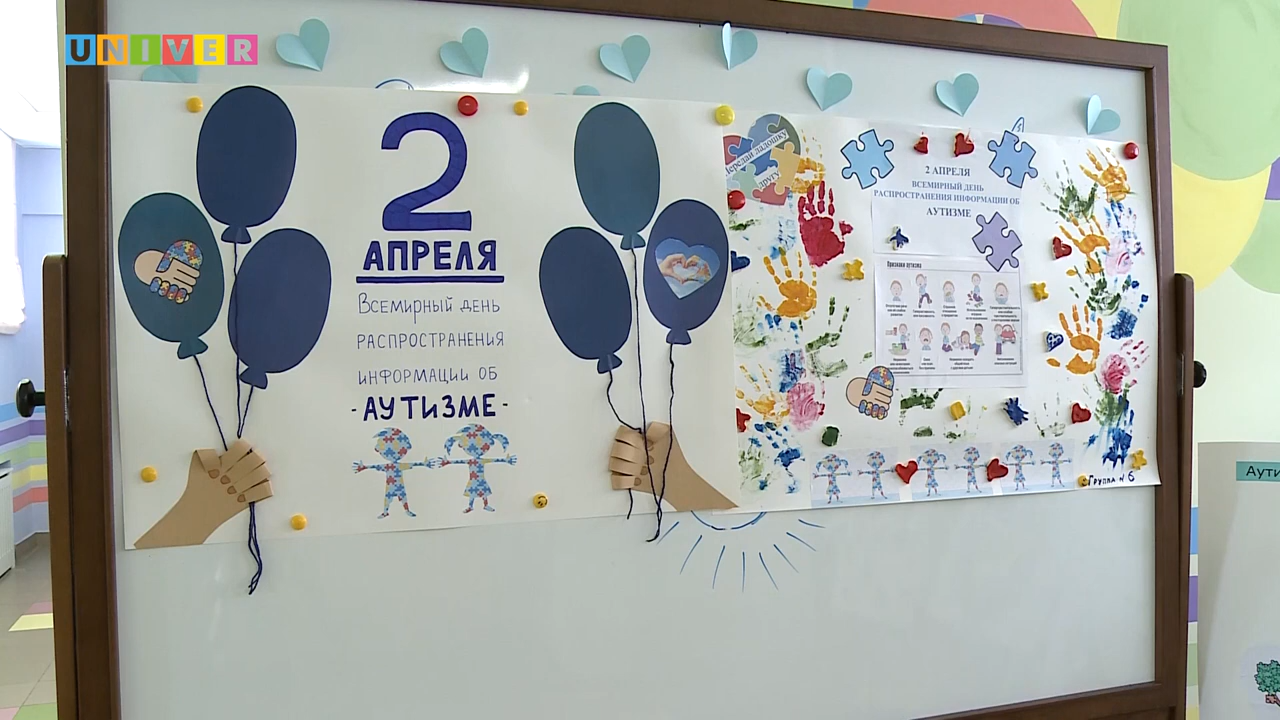 UNIVER
2
АПРЕЛЯ
Всемирный день
распространения
информации об
-АУТИЗМЕ-
Передай ладошку
другу
2 АПРЕЛЯ
ВСЕМИРНЫЙ ДЕНЬ
РАСПРОСТРАНЕНИЯ ИНФОРМАЦИИ ОБ
АУТИЗМЕ
Признаки аутизма
Группа №6
Аути